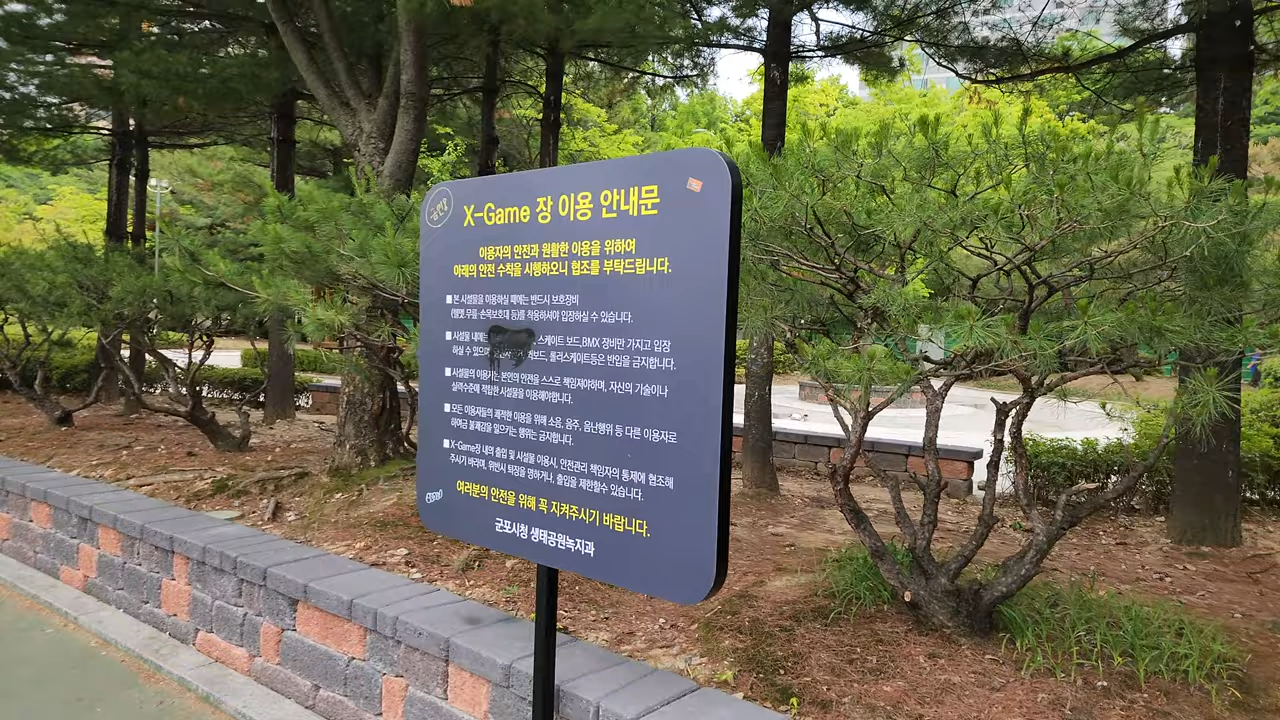 X-Game 장 이용 안내문
이용자의 안전과 원활한 이용을 위하여
아래의 안전 수칙을 시행하오니 협조를 부탁드립니다.
■ 본 시설물을 이용하실 때에는 반드시 보호장비
(헬멧, 무릎·손목보호대 등)를 착용하셔야 입장하실 수 있습니다.
■ 시설물 내에는 스케이트 보드,BMX 장비만 가지고 입장
하실 수 있으며 보드, 롤러스케이트등은 반입을 금지합니다.
■ 시설물의 이용자는 본인의 안전을 스스로 책임져야하며, 자신의 기술이나
실력수준에 적합한 시설물을 이용해야합니다.
■ 모든 이용자들의 쾌적한 이용을 위해 소음, 음주, 음난행위 등 다른 이용자로
하여금 불쾌감을 일으키는 행위는 금지합니다.
■ X-Game장 내의 출입 및 시설물 이용시, 안전관리 책임자의 통제에 협조해
주시기 바리며, 위반시 퇴장을 명하거나, 출입을 제한할수 있습니다.
여러분의 안전을 위해 꼭 지켜주시기 바랍니다.
군포시청 생태공원녹지과